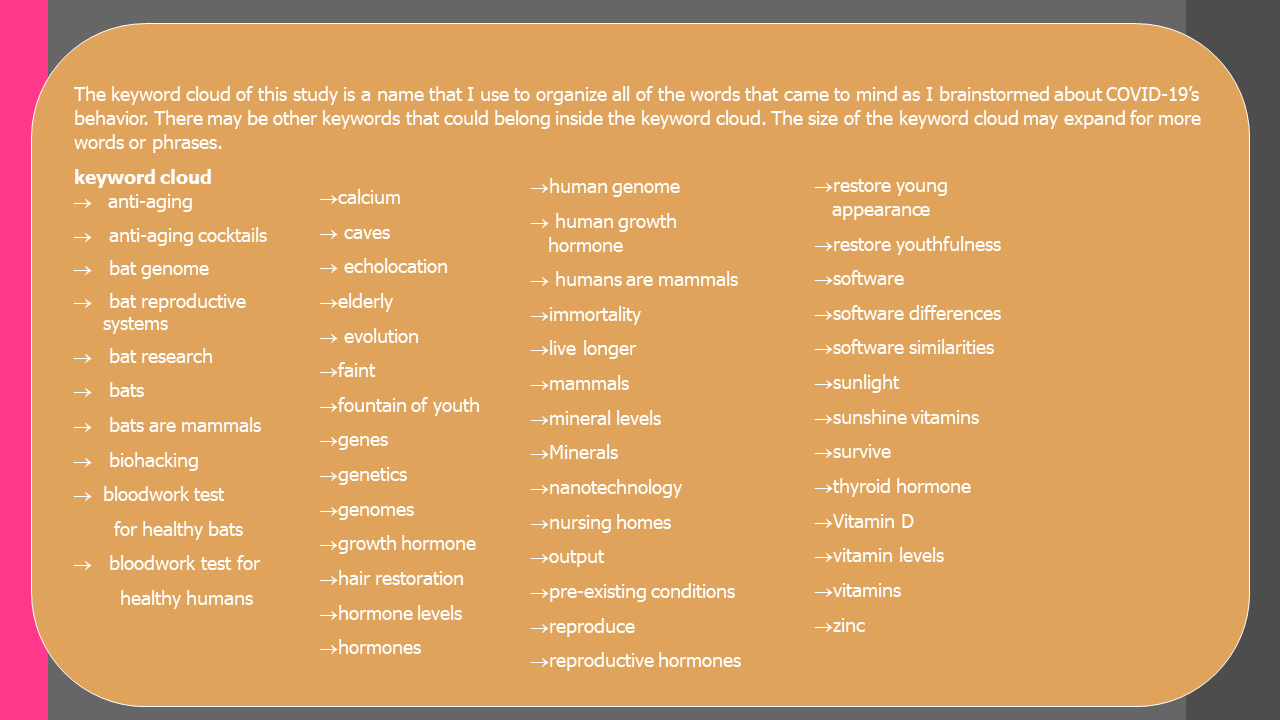 The keyword cloud of this study is a name that I use to organize all of the words that came to mind as I brainstormed about COVID-19's
behavior. There may be other keywords that could belong inside the keyword cloud. The size of the keyword cloud may expand for more
words or phrases.
keyword cloud
→ anti-aging
→ anti-aging cocktails
→ bat genome
→ bat reproductive
systems
→ bat research
→ bats
→ bats are mammals
→ biohacking
→ bloodwork test
for healthy bats
→ bloodwork test for
healthy humans
→calcium
→ caves
→ echolocation
→elderly
→ evolution
→faint
→fountain of youth
→genes
→genetics
→genomes
→growth hormone
→hair restoration
→hormone levels
→hormones
→human genome
→ human growth
hormone
→ humans are mammals
→immortality
→live longer
→mammals
→mineral levels
→Minerals
→nanotechnology
→nursing homes
→output
→pre-existing conditions
→reproduce
→reproductive hormones
→restore young
appearance
→restore youthfulness
→software
→software differences
→software similarities
→sunlight
→sunshine vitamins
→survive
→thyroid hormone
→Vitamin D
→vitamin levels
→vitamins
→zinc